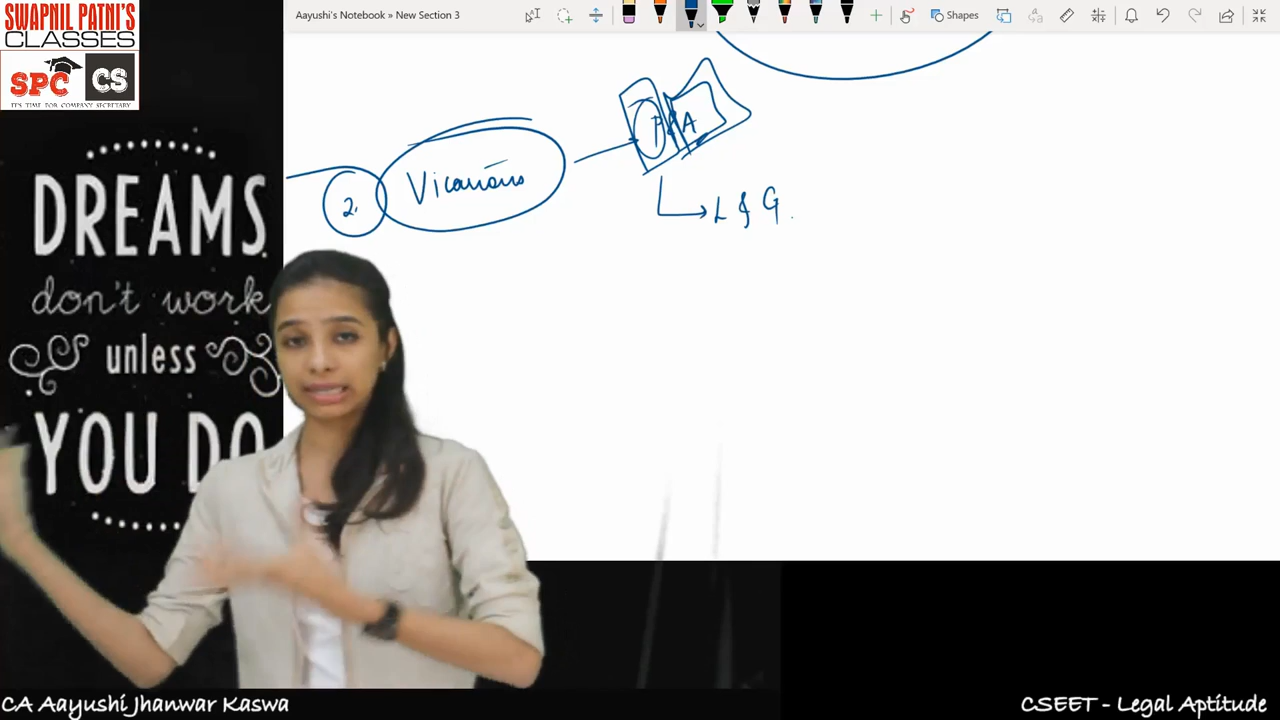 SWAPNIL PATNI'S
CLASSES
SPC CS
IT'S TIME FOR COMPANY SECRETARY
Aayushi's Notebook » New Section 3
Shapes
P A
2. Vicarious
L & G.
DREAMS
don't work
unless
YOU DO
CA Aayushi Jhanwar Kaswa
CSEET - Legal Aptitude